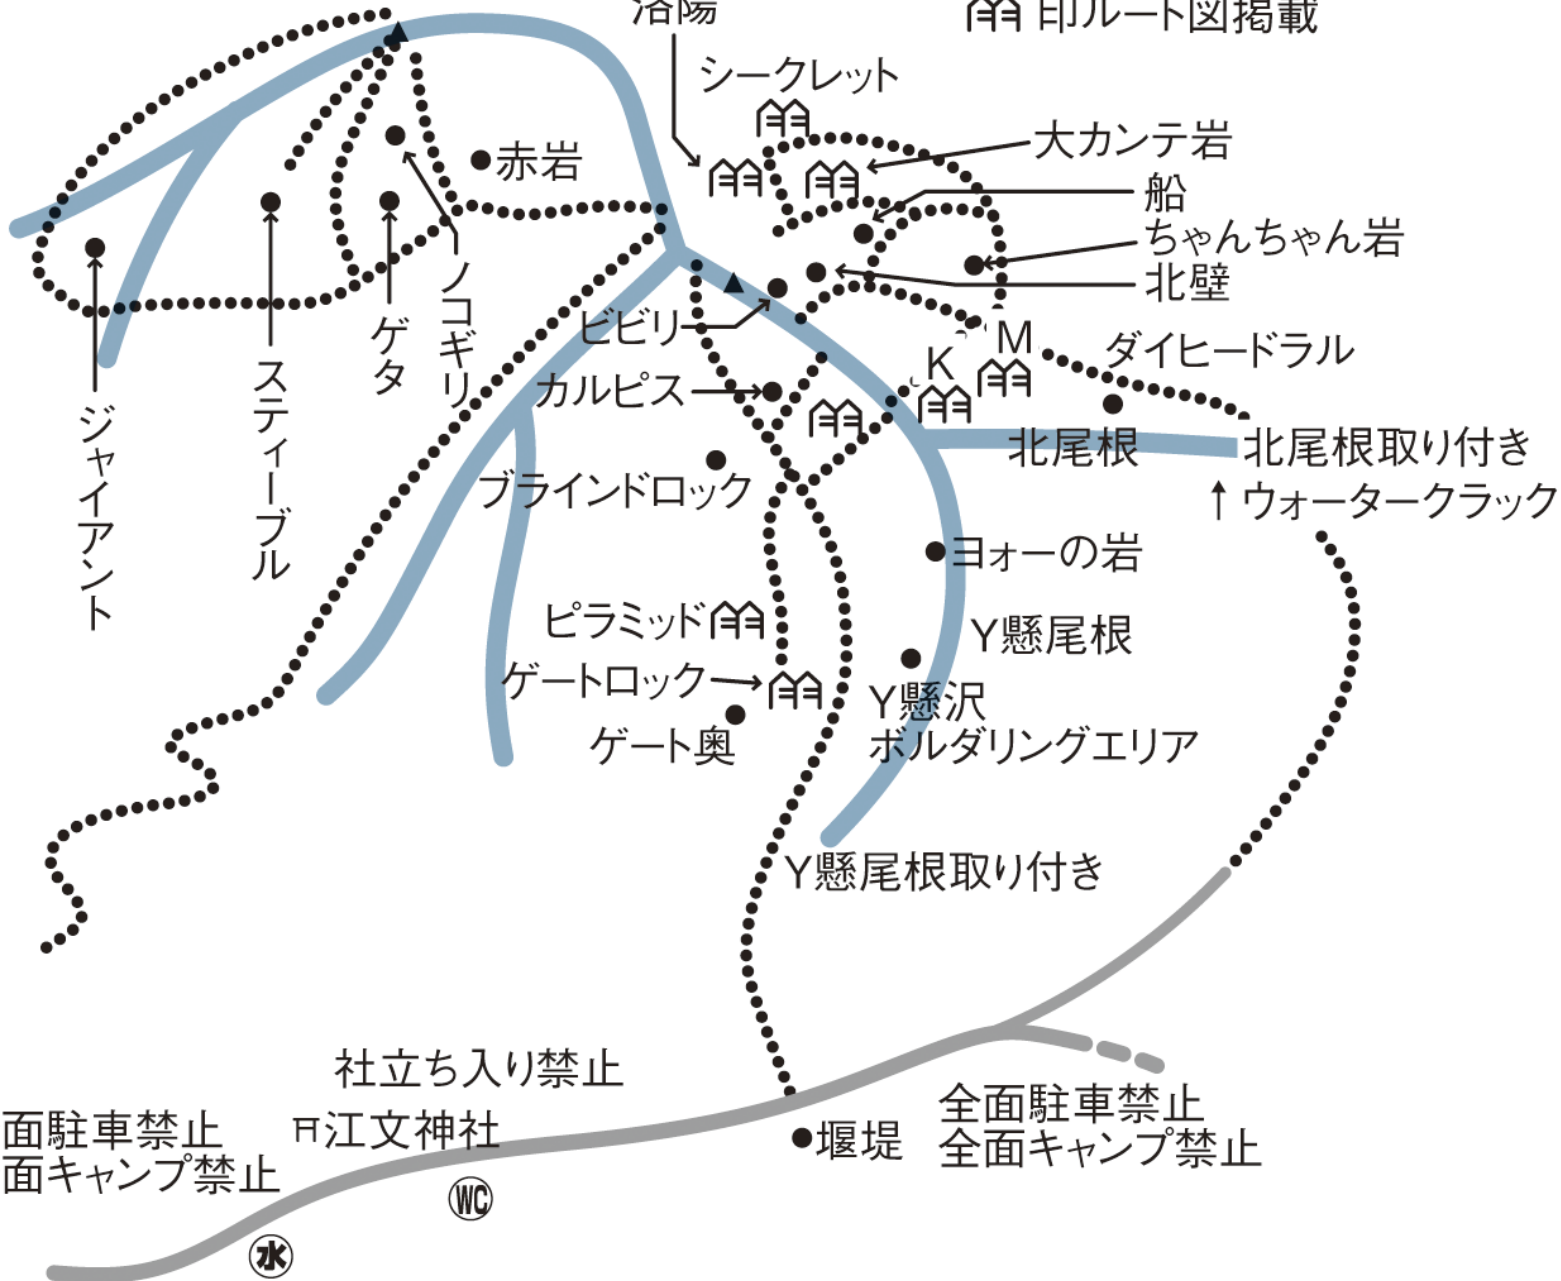 洛陽
印ルート図掲載
シークレット
大カンテ岩
赤岩
船
ちゃんちゃん岩
北壁
ノコギリ
ビビリ
ゲタ
M
K
ダイヒードラル
スティーブル
カルピス
ジャイアント
北尾根
北尾根取り付き
↑ ウォータークラック
ブラインドロック
ヨォーの岩
ピラミッド
Y懸尾根
ゲートロック
Y懸沢
ボルダリングエリア
ゲート奥
Y懸尾根取り付き
社立ち入り禁止
江文神社
面駐車禁止
面キャンプ禁止
全面駐車禁止
全面キャンプ禁止
堰堤
WC
水